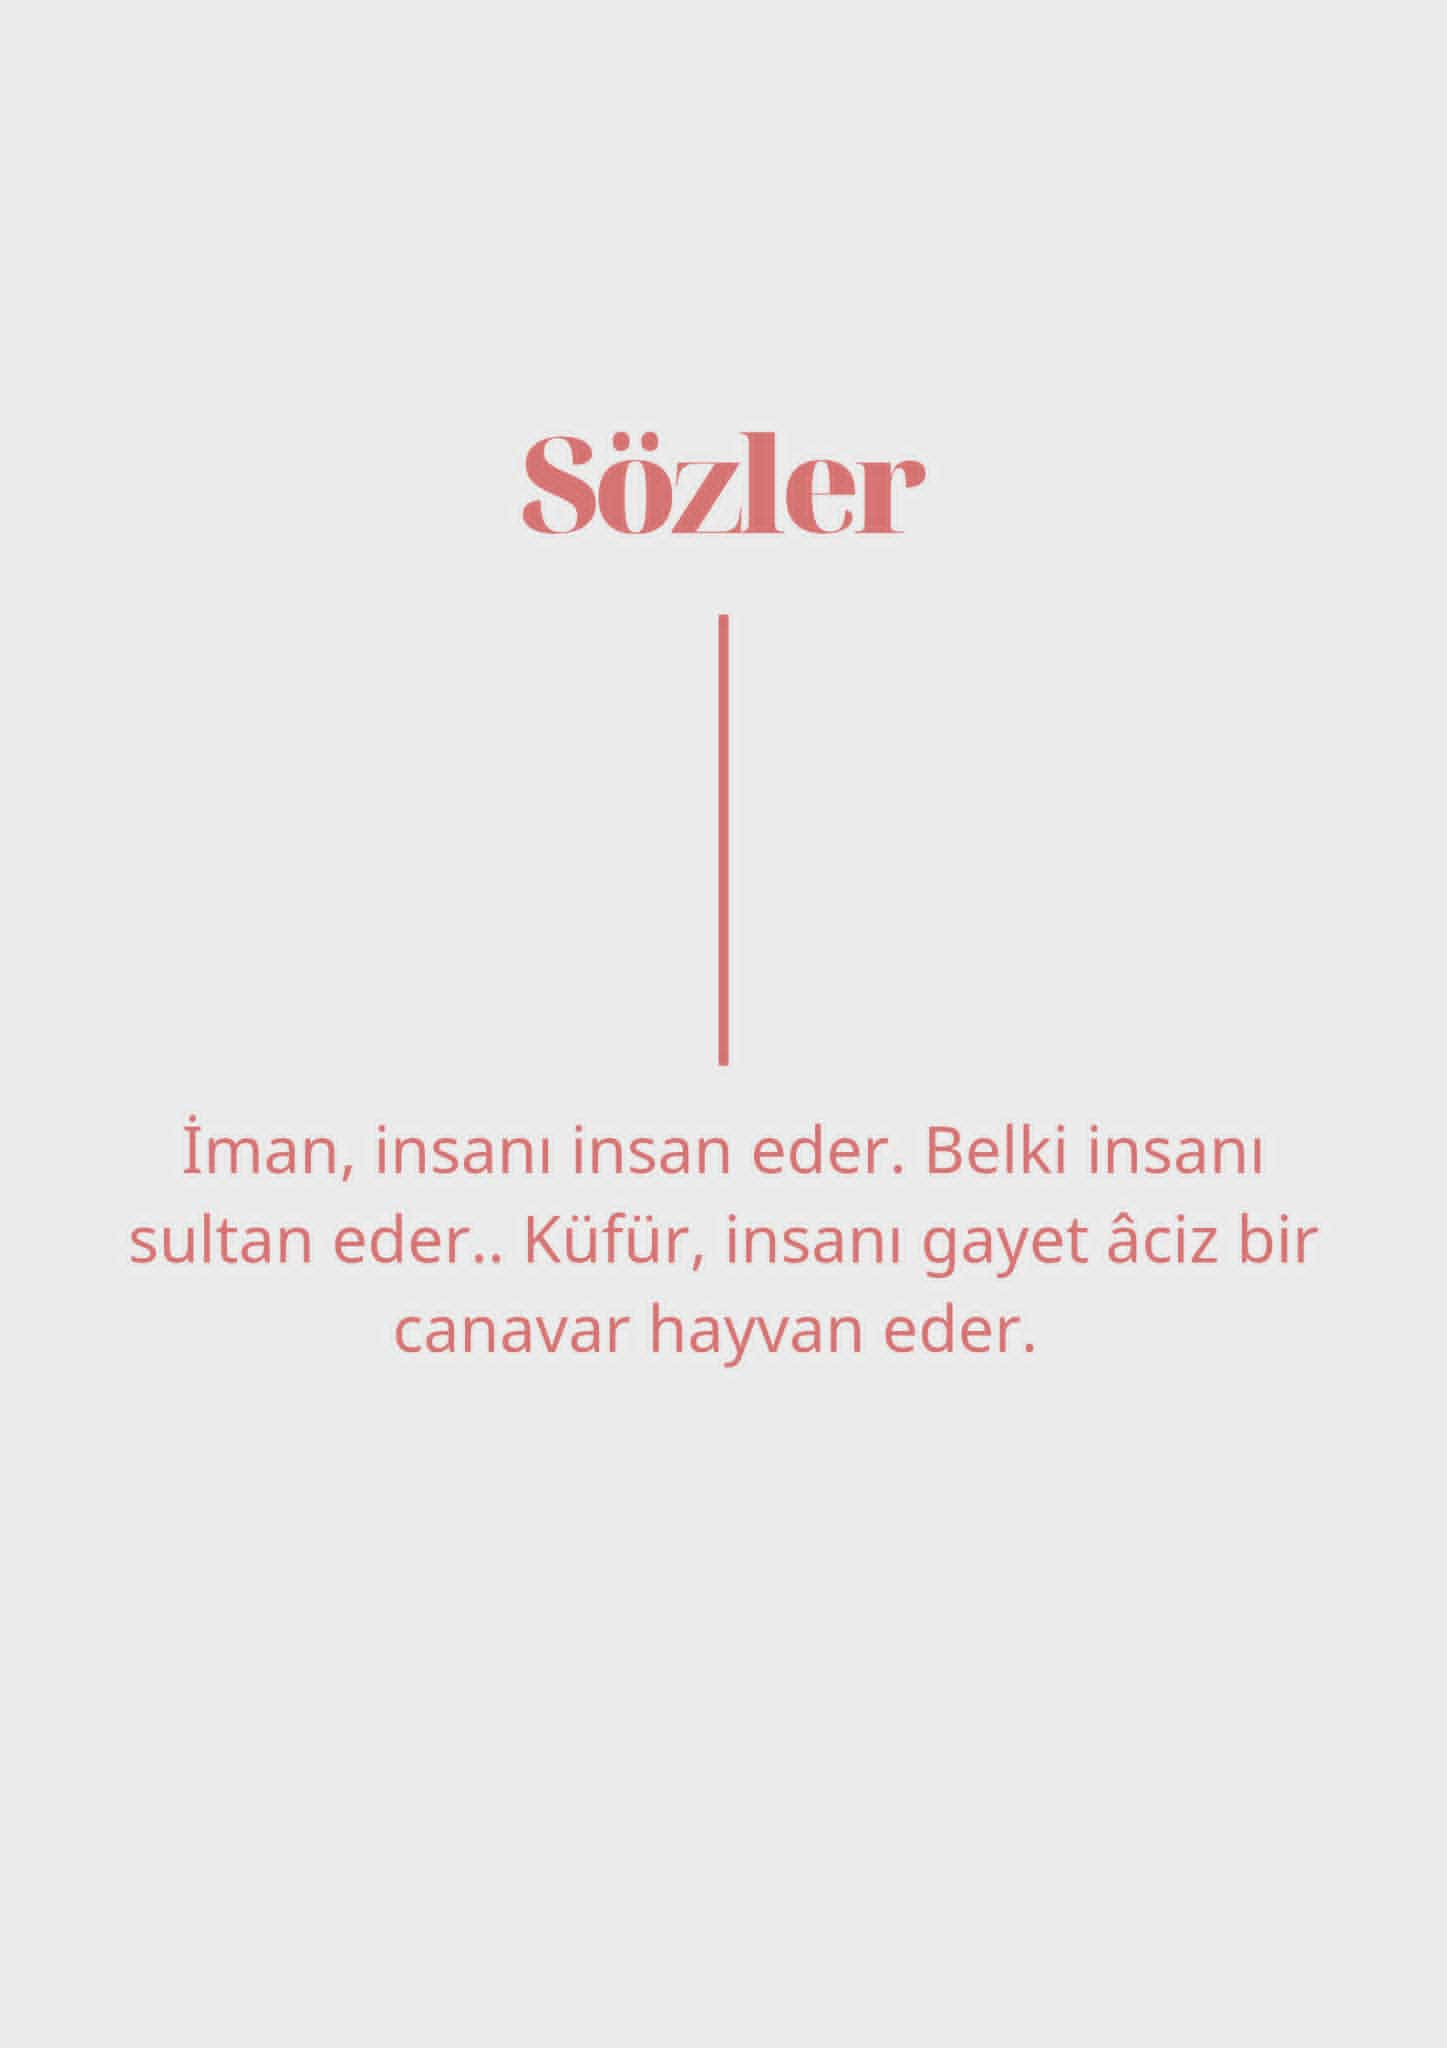 Sözler
İman, insanı insan eder. Belki insanı
sultan eder.. Küfür, insanı gayet âciz bir
canavar hayvan eder.